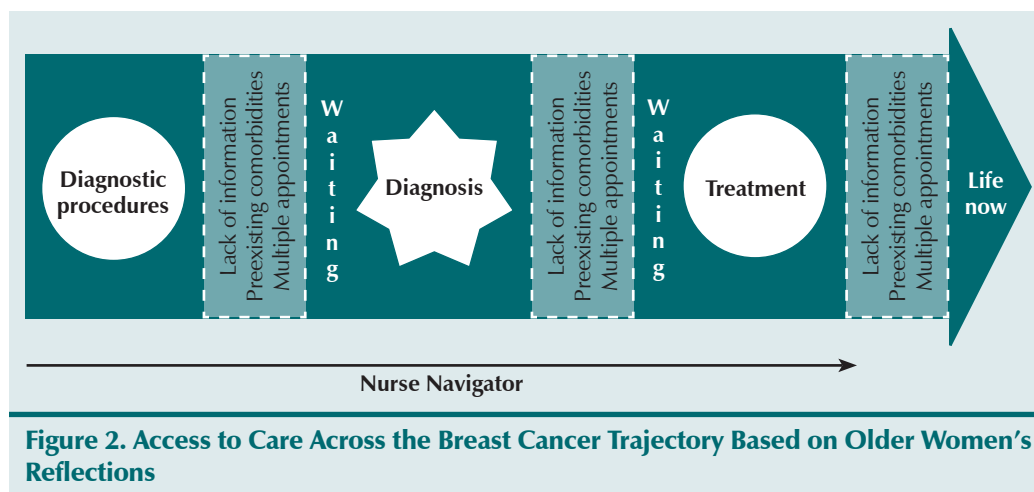 Diagnostic
procedures
Lack of information
Preexisting comorbidities
Multiple appointments
Waiting
Diagnosis
Lack of information
Preexisting comorbidities
Multiple appointments
Waiting
Treatment
Lack of information
Preexisting comorbidities
Multiple appointments
Life
now
Nurse Navigator
Figure 2. Access to Care Across the Breast Cancer Trajectory Based on Older Women’s
Reflections